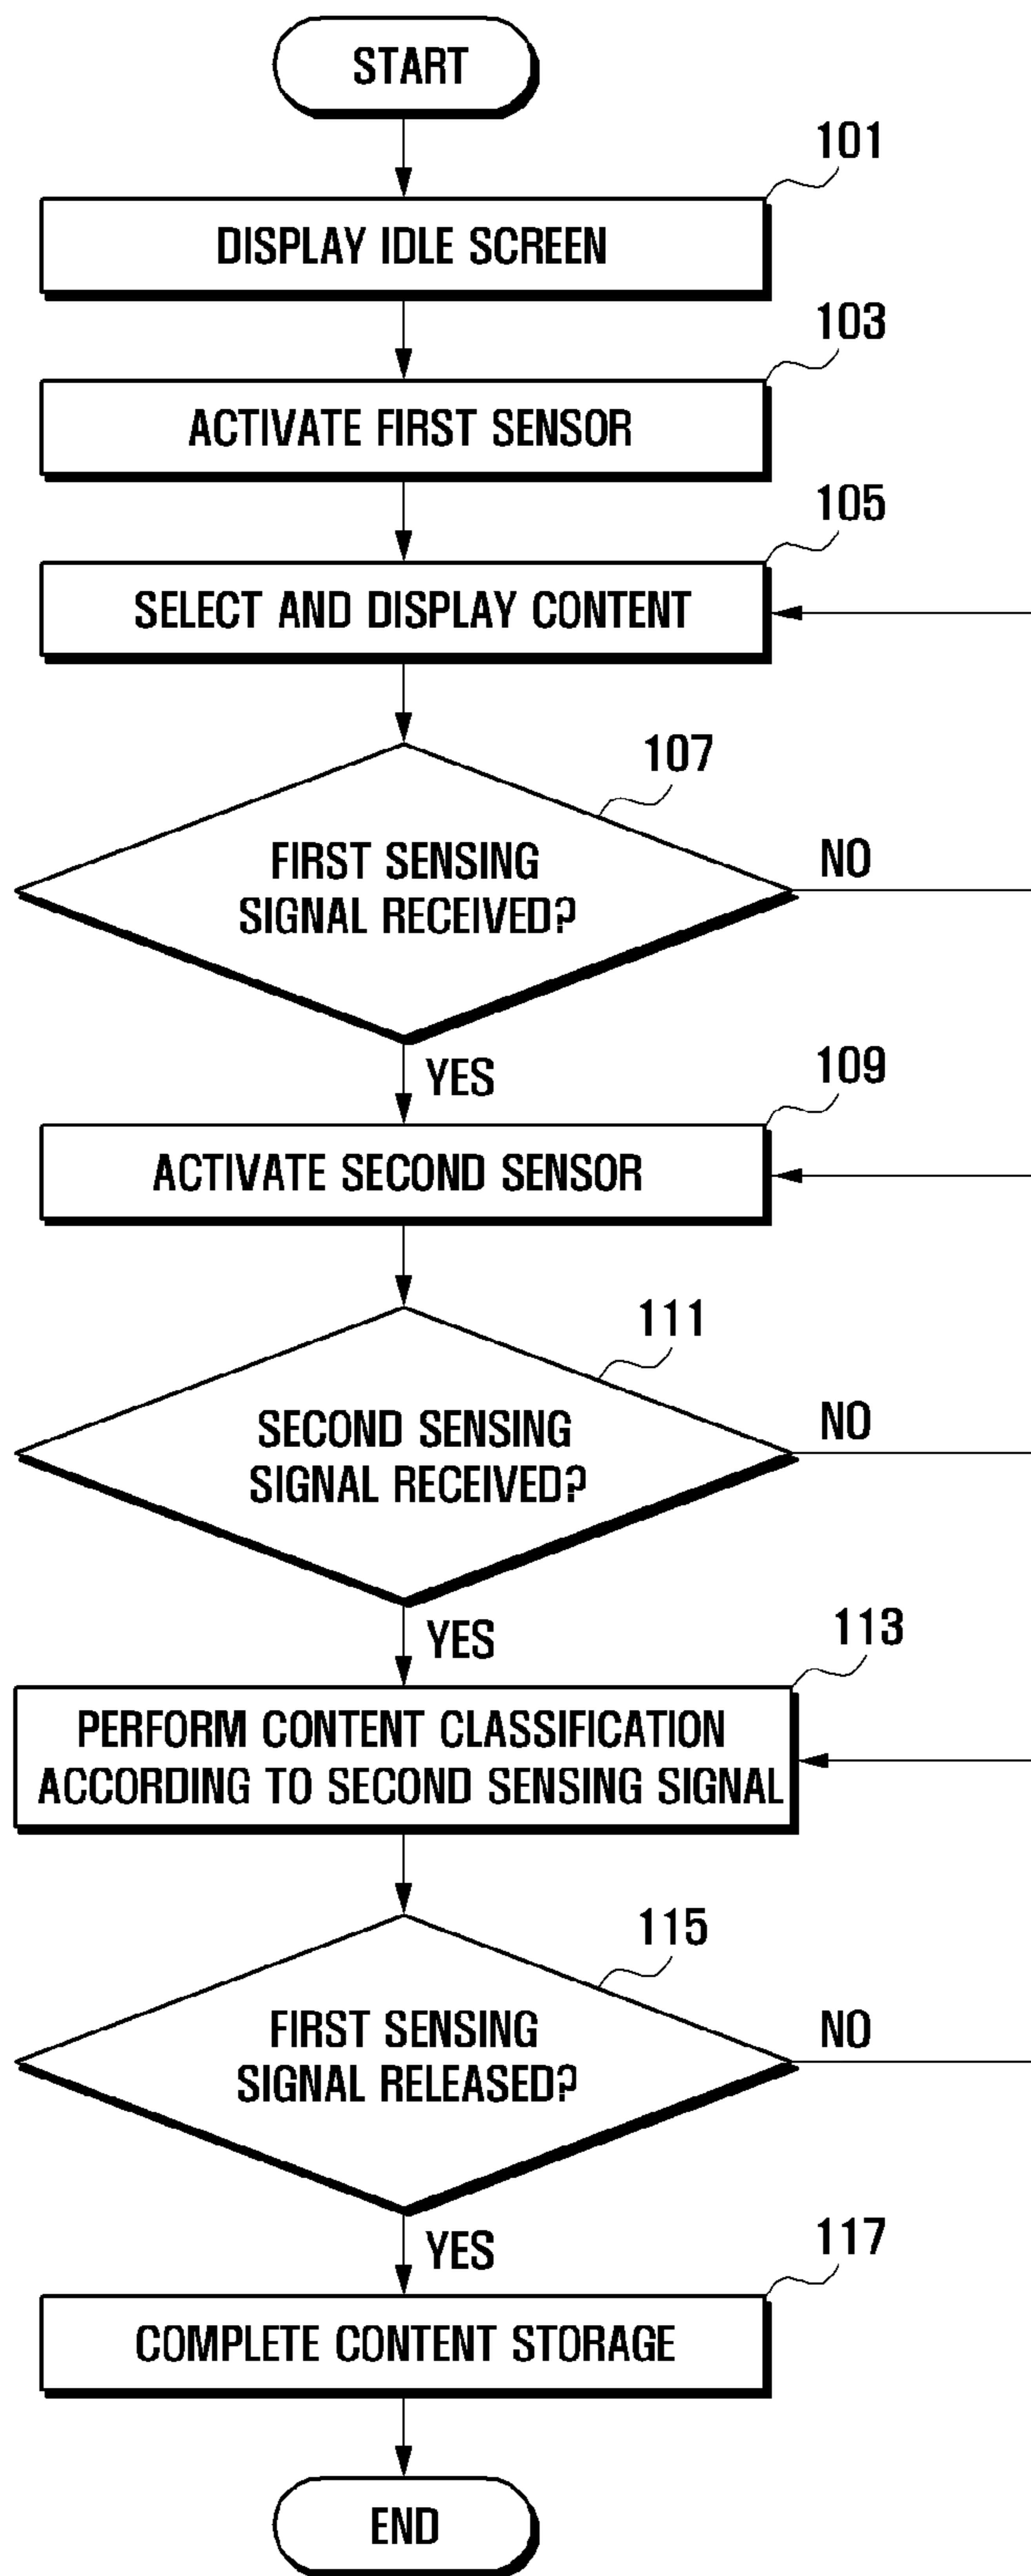 START
101
DISPLAY IDLE SCREEN
103
ACTIVATE FIRST SENSOR
105
SELECT AND DISPLAY CONTENT
107
FIRST SENSING
SIGNAL RECEIVED?
NO
YES
109
ACTIVATE SECOND SENSOR
111
SECOND SENSING
SIGNAL RECEIVED?
NO
YES
113
PERFORM CONTENT CLASSIFICATION
ACCORDING TO SECOND SENSING SIGNAL
115
FIRST SENSING
SIGNAL RELEASED?
NO
YES
117
COMPLETE CONTENT STORAGE
END